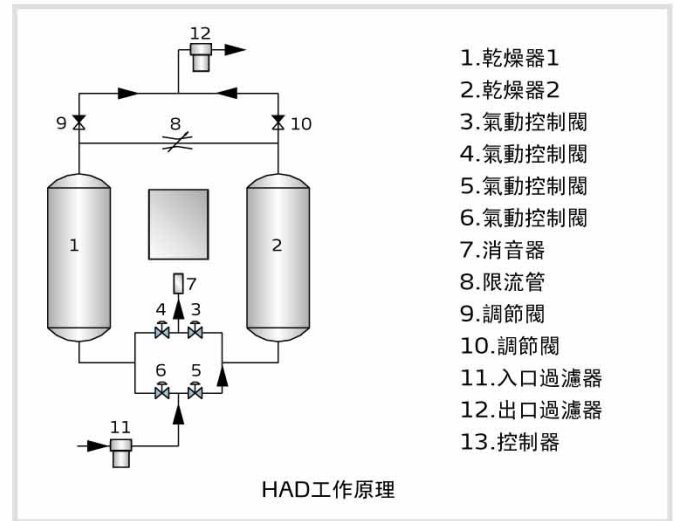 12
9
8
10
1
2
7
4
3
6
5
11
1.乾燥器1
2.乾燥器2
3.氣動控制閥
4.氣動控制閥
5.氣動控制閥
6.氣動控制閥
7.消音器
8.限流管
9.調節閥
10.調節閥
11.入口過濾器
12.出口過濾器
13.控制器
HAD工作原理